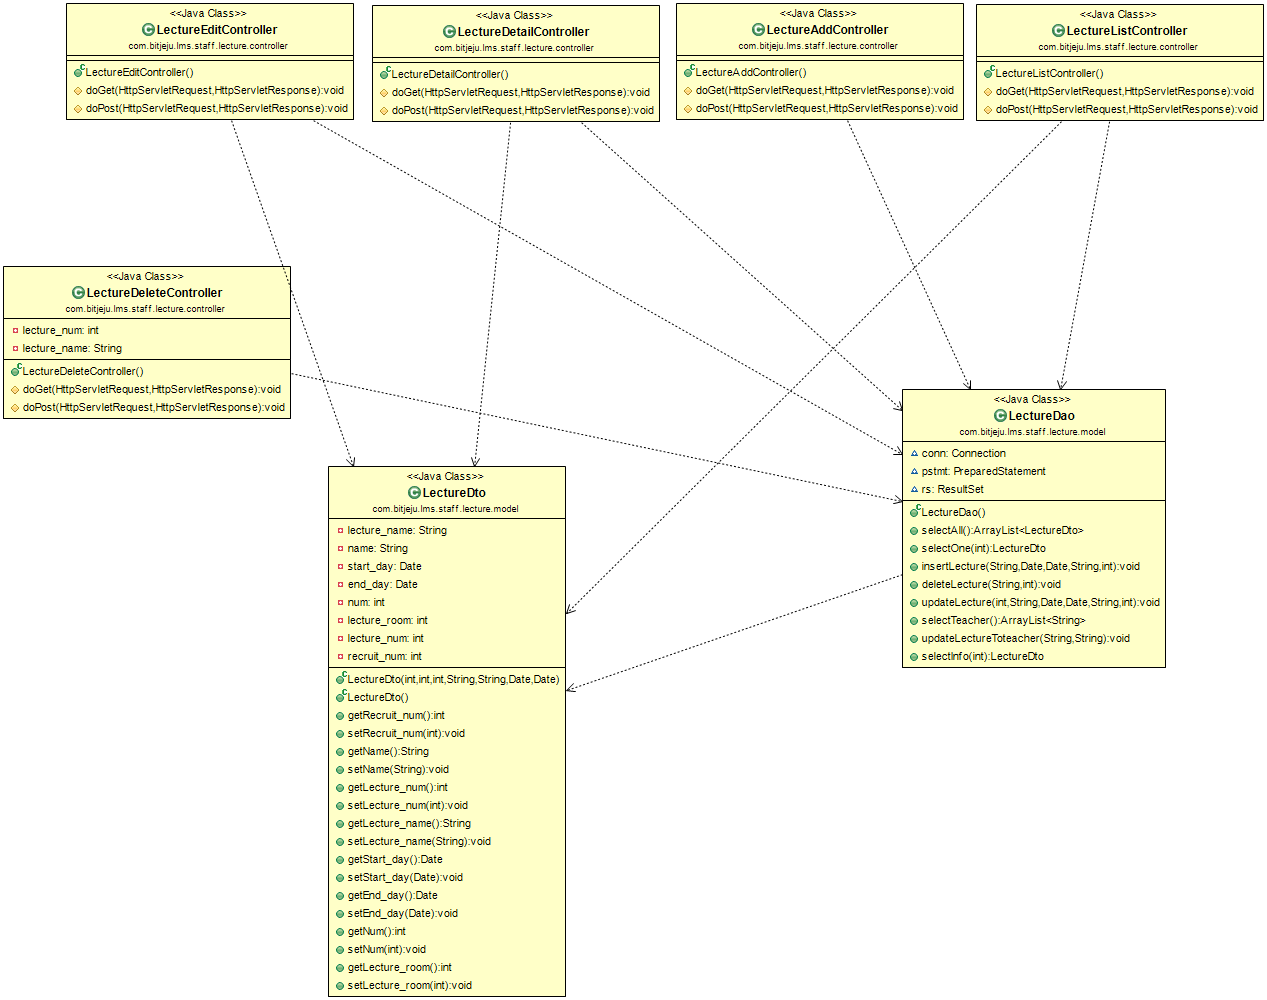 <<Java Class>>
LectureEditController
com.bitjeju.lms.staff.lecture.controller
LectureEditController()
doGet(HttpServletRequest,HttpServletResponse):void
doPost(HttpServletRequest,HttpServletResponse):void
<<Java Class>>
LectureDetailController
com.bitjeju.lms.staff.lecture.controller
LectureDetailController()
doGet(HttpServletRequest,HttpServletResponse):void
doPost(HttpServletRequest,HttpServletResponse):void
<<Java Class>>
LectureAddController
com.bitjeju.lms.staff.lecture.controller
LectureAddController()
doGet(HttpServletRequest,HttpServletResponse):void
doPost(HttpServletRequest,HttpServletResponse):void
<<Java Class>>
LectureListController
com.bitjeju.lms.staff.lecture.controller
LectureListController()
doGet(HttpServletRequest,HttpServletResponse):void
doPost(HttpServletRequest,HttpServletResponse):void
<<Java Class>>
LectureDeleteController
com.bitjeju.lms.staff.lecture.controller
lecture_num: int
lecture_name: String
LectureDeleteController()
doGet(HttpServletRequest,HttpServletResponse):void
doPost(HttpServletRequest,HttpServletResponse):void
<<Java Class>>
LectureDao
com.bitjeju.lms.staff.lecture.model
conn: Connection
pstmt: PreparedStatement
rs: ResultSet
LectureDao()
selectAll():ArrayList<LectureDto>
selectOne(int):LectureDto
insertLecture(String,Date,Date,String,int):void
deleteLecture(String,int):void
updateLecture(int,String,Date,Date,String,int):void
selectTeacher():ArrayList<String>
updateLectureToteacher(String,String):void
selectInfo(int):LectureDto
<<Java Class>>
LectureDto
com.bitjeju.lms.staff.lecture.model
lecture_name: String
name: String
start_day: Date
end_day: Date
num: int
lecture_room: int
lecture_num: int
recruit_num: int
LectureDto(int,int,int,String,String,Date,Date)
LectureDto()
getRecruit_num():int
setRecruit_num(int):void
getName():String
setName(String):void
getLecture_num():int
setLecture_num(int):void
getLecture_name():String
setLecture_name(String):void
getStart_day():Date
setStart_day(Date):void
getEnd_day():Date
setEnd_day(Date):void
getNum():int
setNum(int):void
getLecture_room():int
setLecture_room(int):void